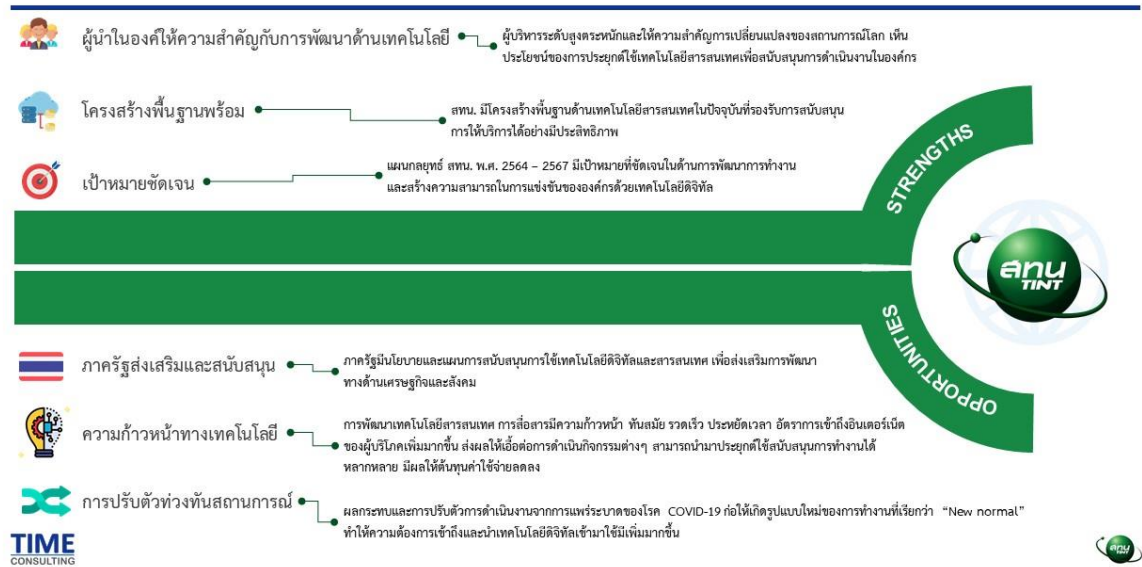 ผู้นำในองค์ให้ความสำคัญกับการพัฒนาด้านเทคโนโลยี
ผู้บริหารระดับสูงตระหนักและให้ความสำคัญการเปลี่ยนแปลงของสถานการณ์โลก เห็น
ประโยชน์ของการประยุกต์ใช้เทคโนโลยีสารสนเทศเพื่อสนับสนุนการดำเนินงานในองค์กร
โครงสร้างพื้นฐานพร้อม
สทน. มีโครงสร้างพื้นฐานด้านเทคโนโลยีสารสนเทศในปัจจุบันที่รองรับการสนับสนุน
การให้บริการได้อย่างมีประสิทธิภาพ
เป้าหมายชัดเจน
แผนกลยุทธ์ สทน. พ.ศ. 2564 – 2567 มีเป้าหมายที่ชัดเจนในด้านการพัฒนาการทำงาน
และสร้างความสามารถในการแข่งขันขององค์กรด้วยเทคโนโลยีดิจิทัล
STRENGTHS
สทน
TINT
OPPORTUNITIES
ภาครัฐส่งเสริมและสนับสนุน
ภาครัฐมีนโยบายและแผนการสนับสนุนการใช้เทคโนโลยีดิจิทัลและสารสนเทศ เพื่อส่งเสริมการพัฒนา
ทางด้านเศรษฐกิจและสังคม
ความก้าวหน้าทางเทคโนโลยี
การพัฒนาเทคโนโลยีสารสนเทศ การสื่อสารมีความก้าวหน้า ทันสมัย รวดเร็ว ประหยัดเวลา อัตราการเข้าถึงอินเตอร์เน็ต
ของผู้บริโภคเพิ่มมากขึ้น ส่งผลให้เอื้อต่อการดำเนินกิจกรรมต่างๆ สามารถนำมาประยุกต์ใช้สนับสนุนการทำงานได้
หลากหลาย มีผลให้ต้นทุนค่าใช้จ่ายลดลง
การปรับตัวท่วงทันสถานการณ์
ผลกระทบและการปรับตัวการดำเนินงานจากการแพร่ระบาดของโรค COVID-19 ก่อให้เกิดรูปแบบใหม่ของการทำงานที่เรียกว่า “New normal”
ทำให้ความต้องการเข้าถึงและนำเทคโนโลยีดิจิทัลเข้ามาใช้มีเพิ่มมากขึ้น
TIME
CONSULTING
สทน
TINT